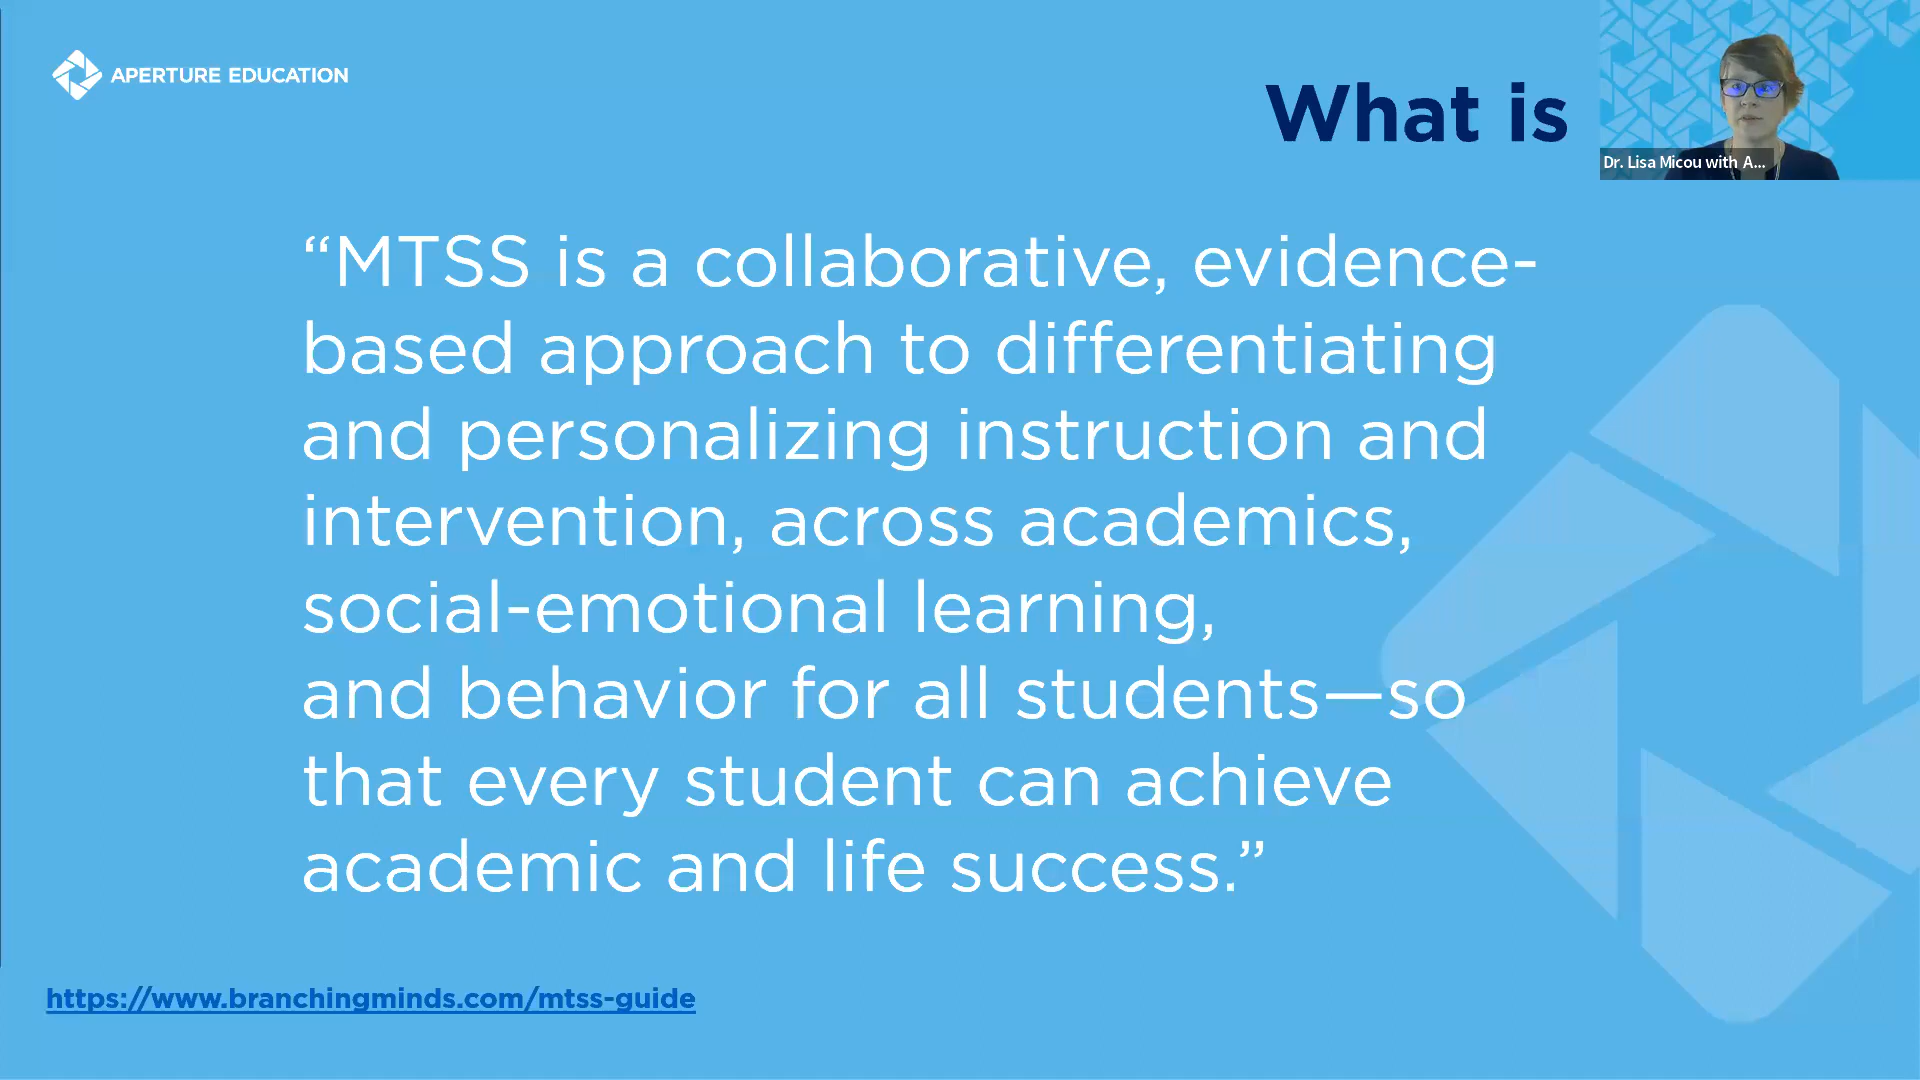 APERTURE EDUCATION
What is
Dr. Lisa Micou with A...
“MTSS is a collaborative, evidence-
based approach to differentiating
and personalizing instruction and
intervention, across academics,
social-emotional learning,
and behavior for all students—so
that every student can achieve
academic and life success.”
https://www.branchingminds.com/mtss-guide